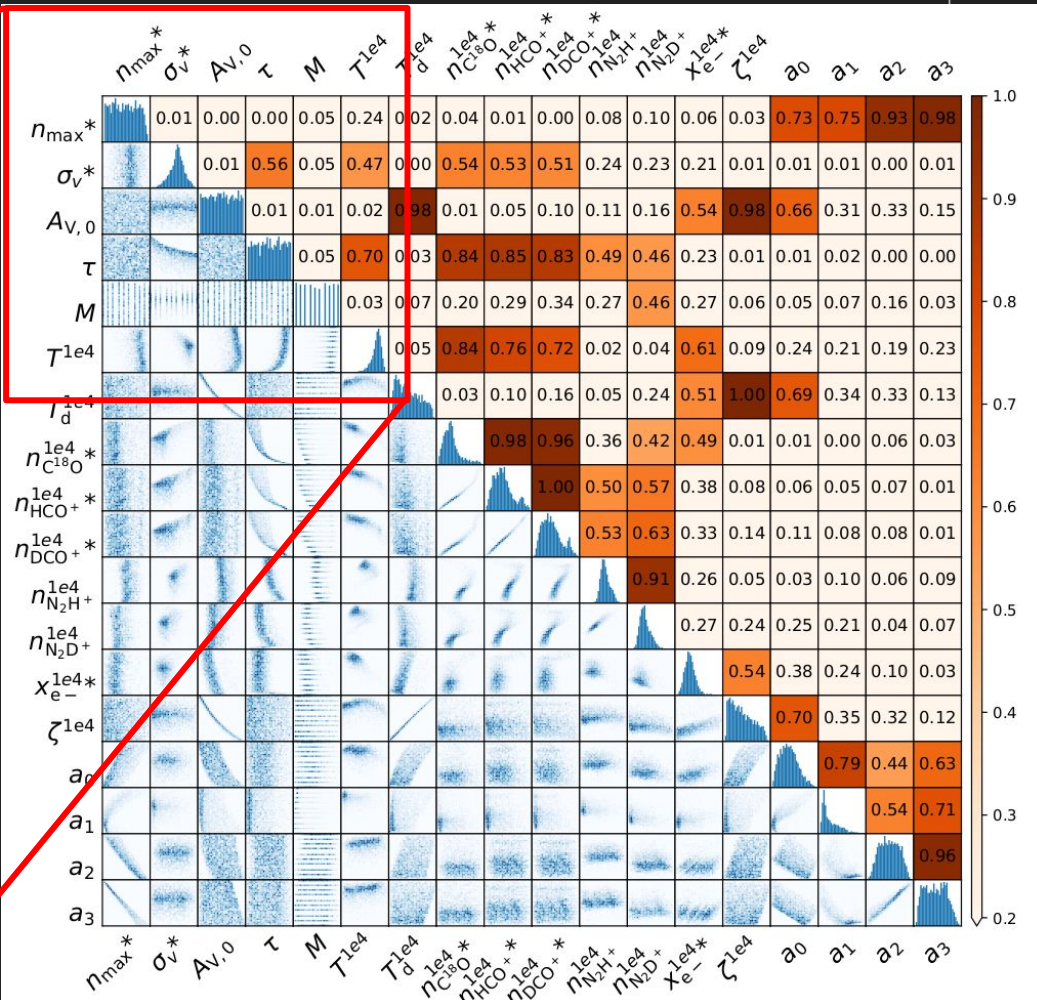 n_max* σ_v* A_V,0 τ M T^1e4 T_d^1e4 n_C¹⁸O^1e4* n_HCO⁺^1e4* n_DCO⁺^1e4* n_N₂H⁺^1e4 n_N₂D⁺^1e4 x_e−^1e4* ζ^1e4 a₀ a₁ a₂ a₃
n_max* 0.01 0.00 0.00 0.05 0.24 0.02 0.04 0.01 0.00 0.08 0.10 0.06 0.03 0.73 0.75 0.93 0.98 1.0
σ_v* 0.01 0.56 0.05 0.47 0.00 0.54 0.53 0.51 0.24 0.23 0.21 0.01 0.01 0.01 0.00 0.01
A_V,0 0.01 0.01 0.02 0.98 0.01 0.05 0.10 0.11 0.16 0.54 0.98 0.66 0.31 0.33 0.15 0.9
τ 0.05 0.70 0.03 0.84 0.85 0.83 0.49 0.46 0.23 0.01 0.01 0.02 0.00 0.00
M 0.03 0.07 0.20 0.29 0.34 0.27 0.46 0.27 0.06 0.05 0.07 0.16 0.03 0.8
T^1e4 0.05 0.84 0.76 0.72 0.02 0.04 0.61 0.09 0.24 0.21 0.19 0.23
T_d^1e4 0.03 0.10 0.16 0.05 0.24 0.51 1.00 0.69 0.34 0.33 0.13 0.7
n_C¹⁸O^1e4* 0.98 0.96 0.36 0.42 0.49 0.01 0.01 0.00 0.06 0.03
n_HCO⁺^1e4* 1.00 0.50 0.57 0.38 0.08 0.06 0.05 0.07 0.01 0.6
n_DCO⁺^1e4* 0.53 0.63 0.33 0.14 0.11 0.08 0.08 0.01
n_N₂H⁺^1e4 0.91 0.26 0.05 0.03 0.10 0.06 0.09 0.5
n_N₂D⁺^1e4 0.27 0.24 0.25 0.21 0.04 0.07
x_e−^1e4* 0.54 0.38 0.24 0.10 0.03 0.4
ζ^1e4 0.70 0.35 0.32 0.12
a₀ 0.79 0.44 0.63
a₁ 0.54 0.71 0.3
a₂ 0.96
a₃ 0.2
n_max* σ_v* A_V,0 τ M T^1e4 T_d^1e4 n_C¹⁸O^1e4* n_HCO⁺^1e4* n_DCO⁺^1e4* n_N₂H⁺^1e4 n_N₂D⁺^1e4 x_e−^1e4* ζ^1e4 a₀ a₁ a₂ a₃